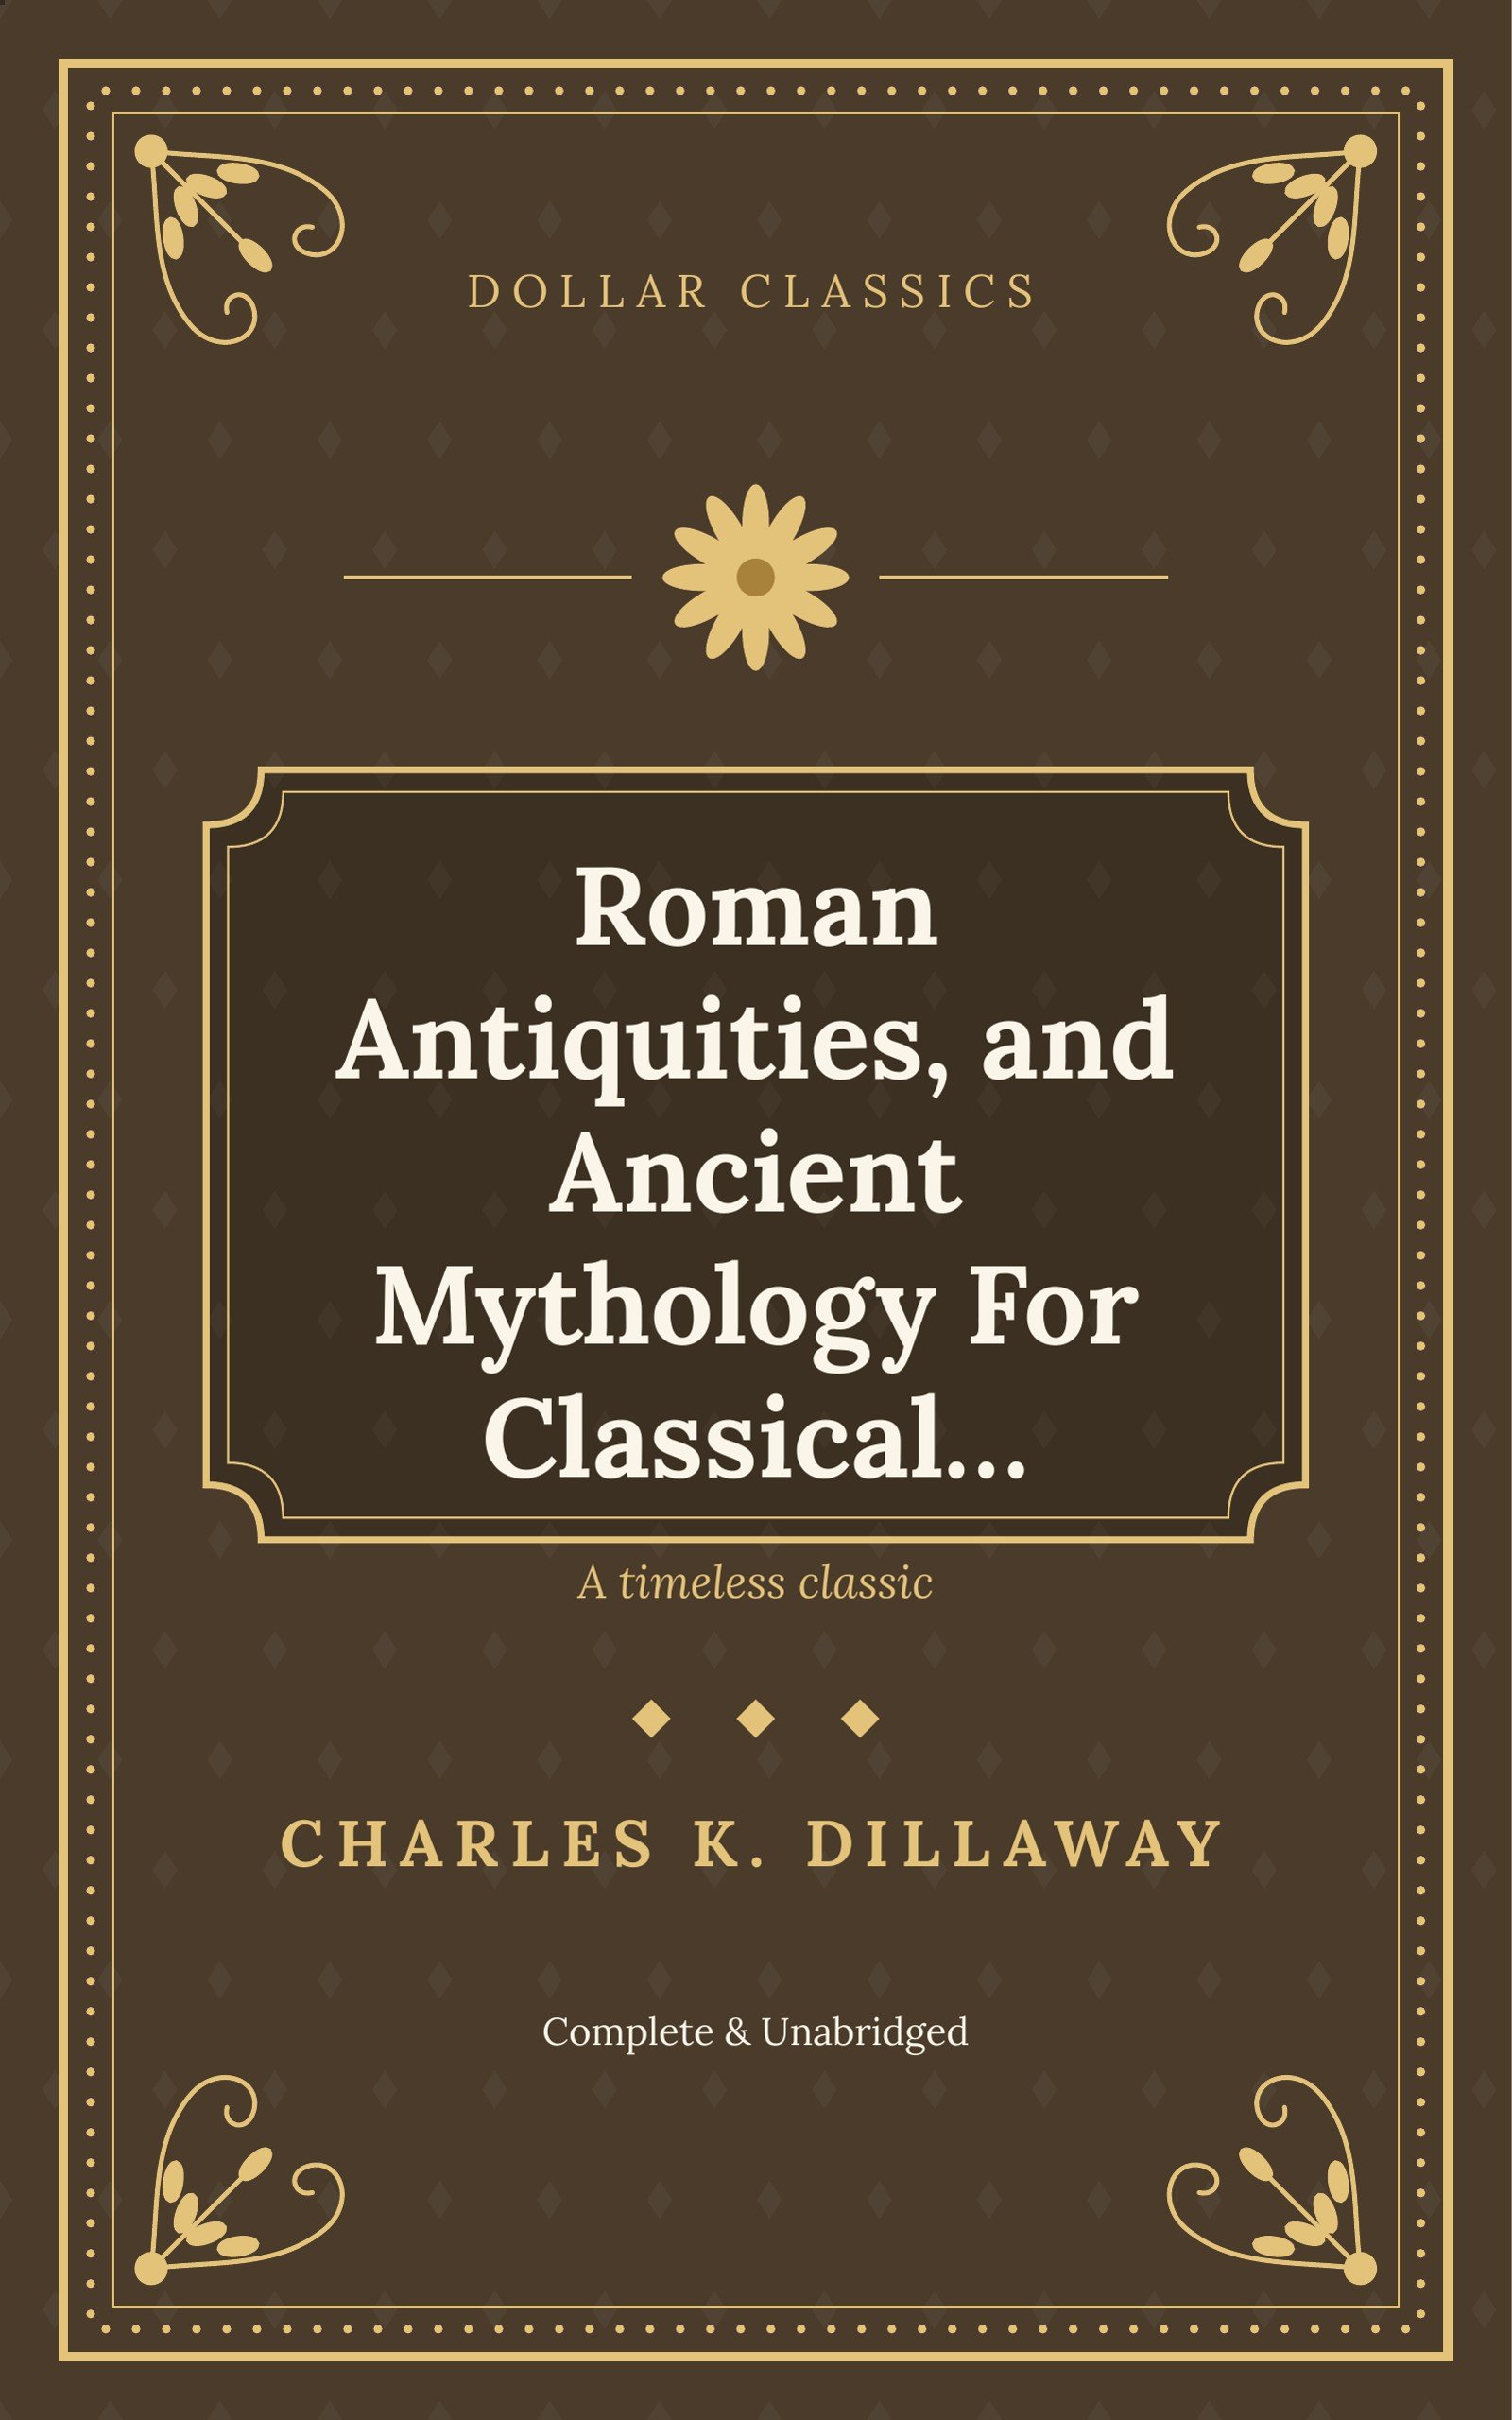 DOLLAR CLASSICS
Roman
Antiquities, and
Ancient
Mythology For
Classical...
A timeless classic
CHARLES K. DILLAWAY
Complete & Unabridged